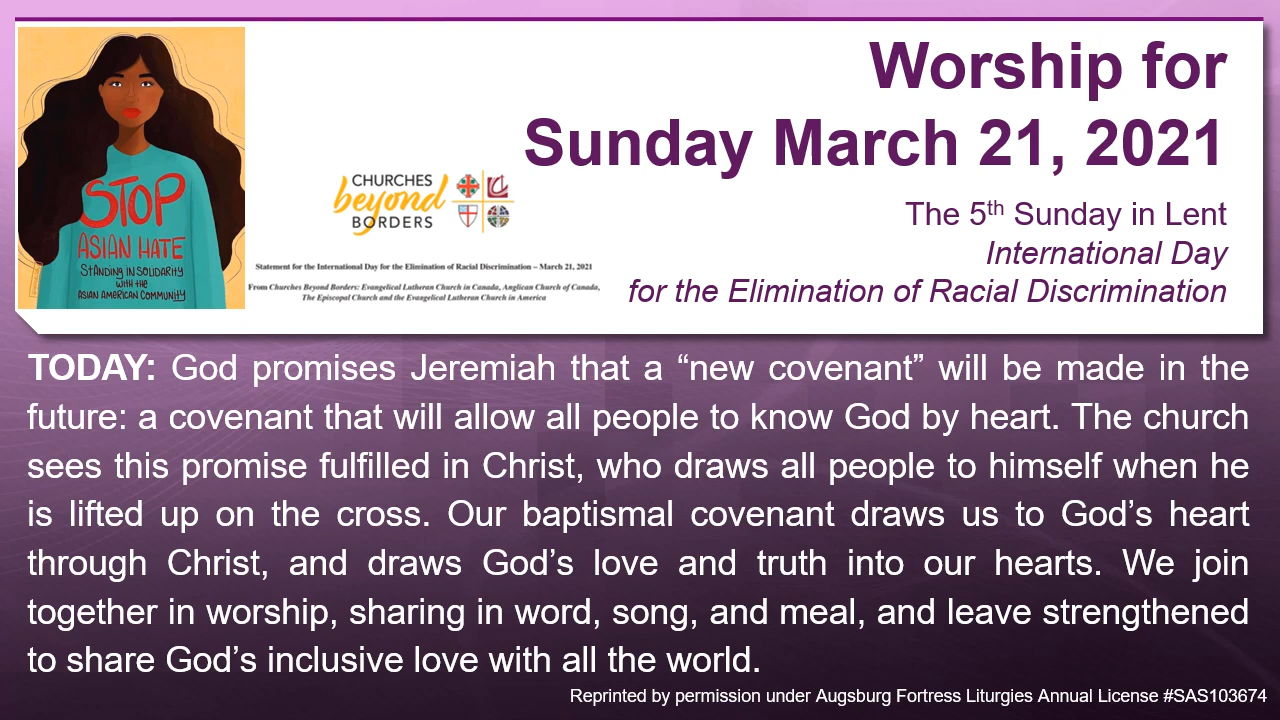 Worship for
Sunday March 21, 2021
The 5th Sunday in Lent
International Day
for the Elimination of Racial Discrimination
STOP
ASIAN HATE
STANDING IN SOLIDARITY
WITH THE
ASIAN AMERICAN COMMUNITY
CHURCHES
beyond
BORDERS
Statement for the International Day for the Elimination of Racial Discrimination – March 21, 2021
From Churches Beyond Borders: Evangelical Lutheran Church in Canada, Anglican Church of Canada,
The Episcopal Church and the Evangelical Lutheran Church in America
TODAY: God promises Jeremiah that a “new covenant” will be made in the
future: a covenant that will allow all people to know God by heart. The church
sees this promise fulfilled in Christ, who draws all people to himself when he
is lifted up on the cross. Our baptismal covenant draws us to God’s heart
through Christ, and draws God’s love and truth into our hearts. We join
together in worship, sharing in word, song, and meal, and leave strengthened
to share God’s inclusive love with all the world.
Reprinted by permission under Augsburg Fortress Liturgies Annual License #SAS103674